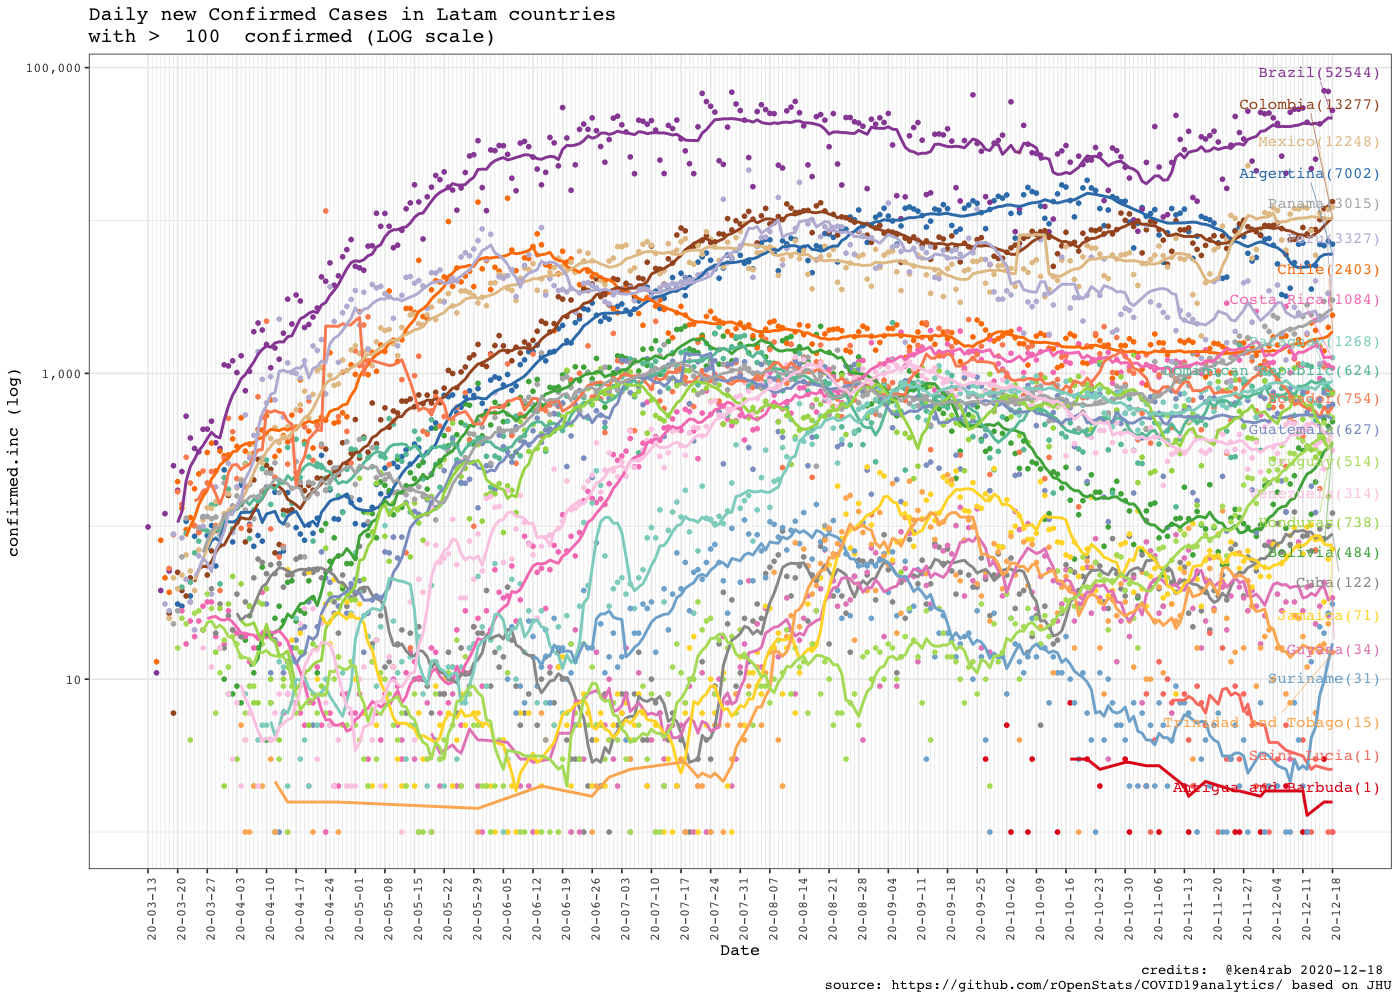 Daily new Confirmed Cases in Latam countries
with >  100  confirmed (LOG scale)
100,000
1,000
10
confirmed.inc (log)
Brazil(52544)
Colombia(13277)
Mexico(12248)
Argentina(7002)
Panama(3015)
Peru(3327)
Chile(2403)
Costa Rica(1084)
Paraguay(1268)
Dominican Republic(624)
Ecuador(754)
Guatemala(627)
Uruguay(514)
Venezuela(314)
Honduras(738)
Bolivia(484)
Cuba(122)
Jamaica(71)
Guyana(34)
Suriname(31)
Trinidad and Tobago(15)
Saint Lucia(1)
Antigua and Barbuda(1)
20-03-13
20-03-20
20-03-27
20-04-03
20-04-10
20-04-17
20-04-24
20-05-01
20-05-08
20-05-15
20-05-22
20-05-29
20-06-05
20-06-12
20-06-19
20-06-26
20-07-03
20-07-10
20-07-17
20-07-24
20-07-31
20-08-07
20-08-14
20-08-21
20-08-28
20-09-04
20-09-11
20-09-18
20-09-25
20-10-02
20-10-09
20-10-16
20-10-23
20-10-30
20-11-06
20-11-13
20-11-20
20-11-27
20-12-04
20-12-11
20-12-18
Date
credits:  @ken4rab 2020-12-18
source: https://github.com/rOpenStats/COVID19analytics/ based on JHU